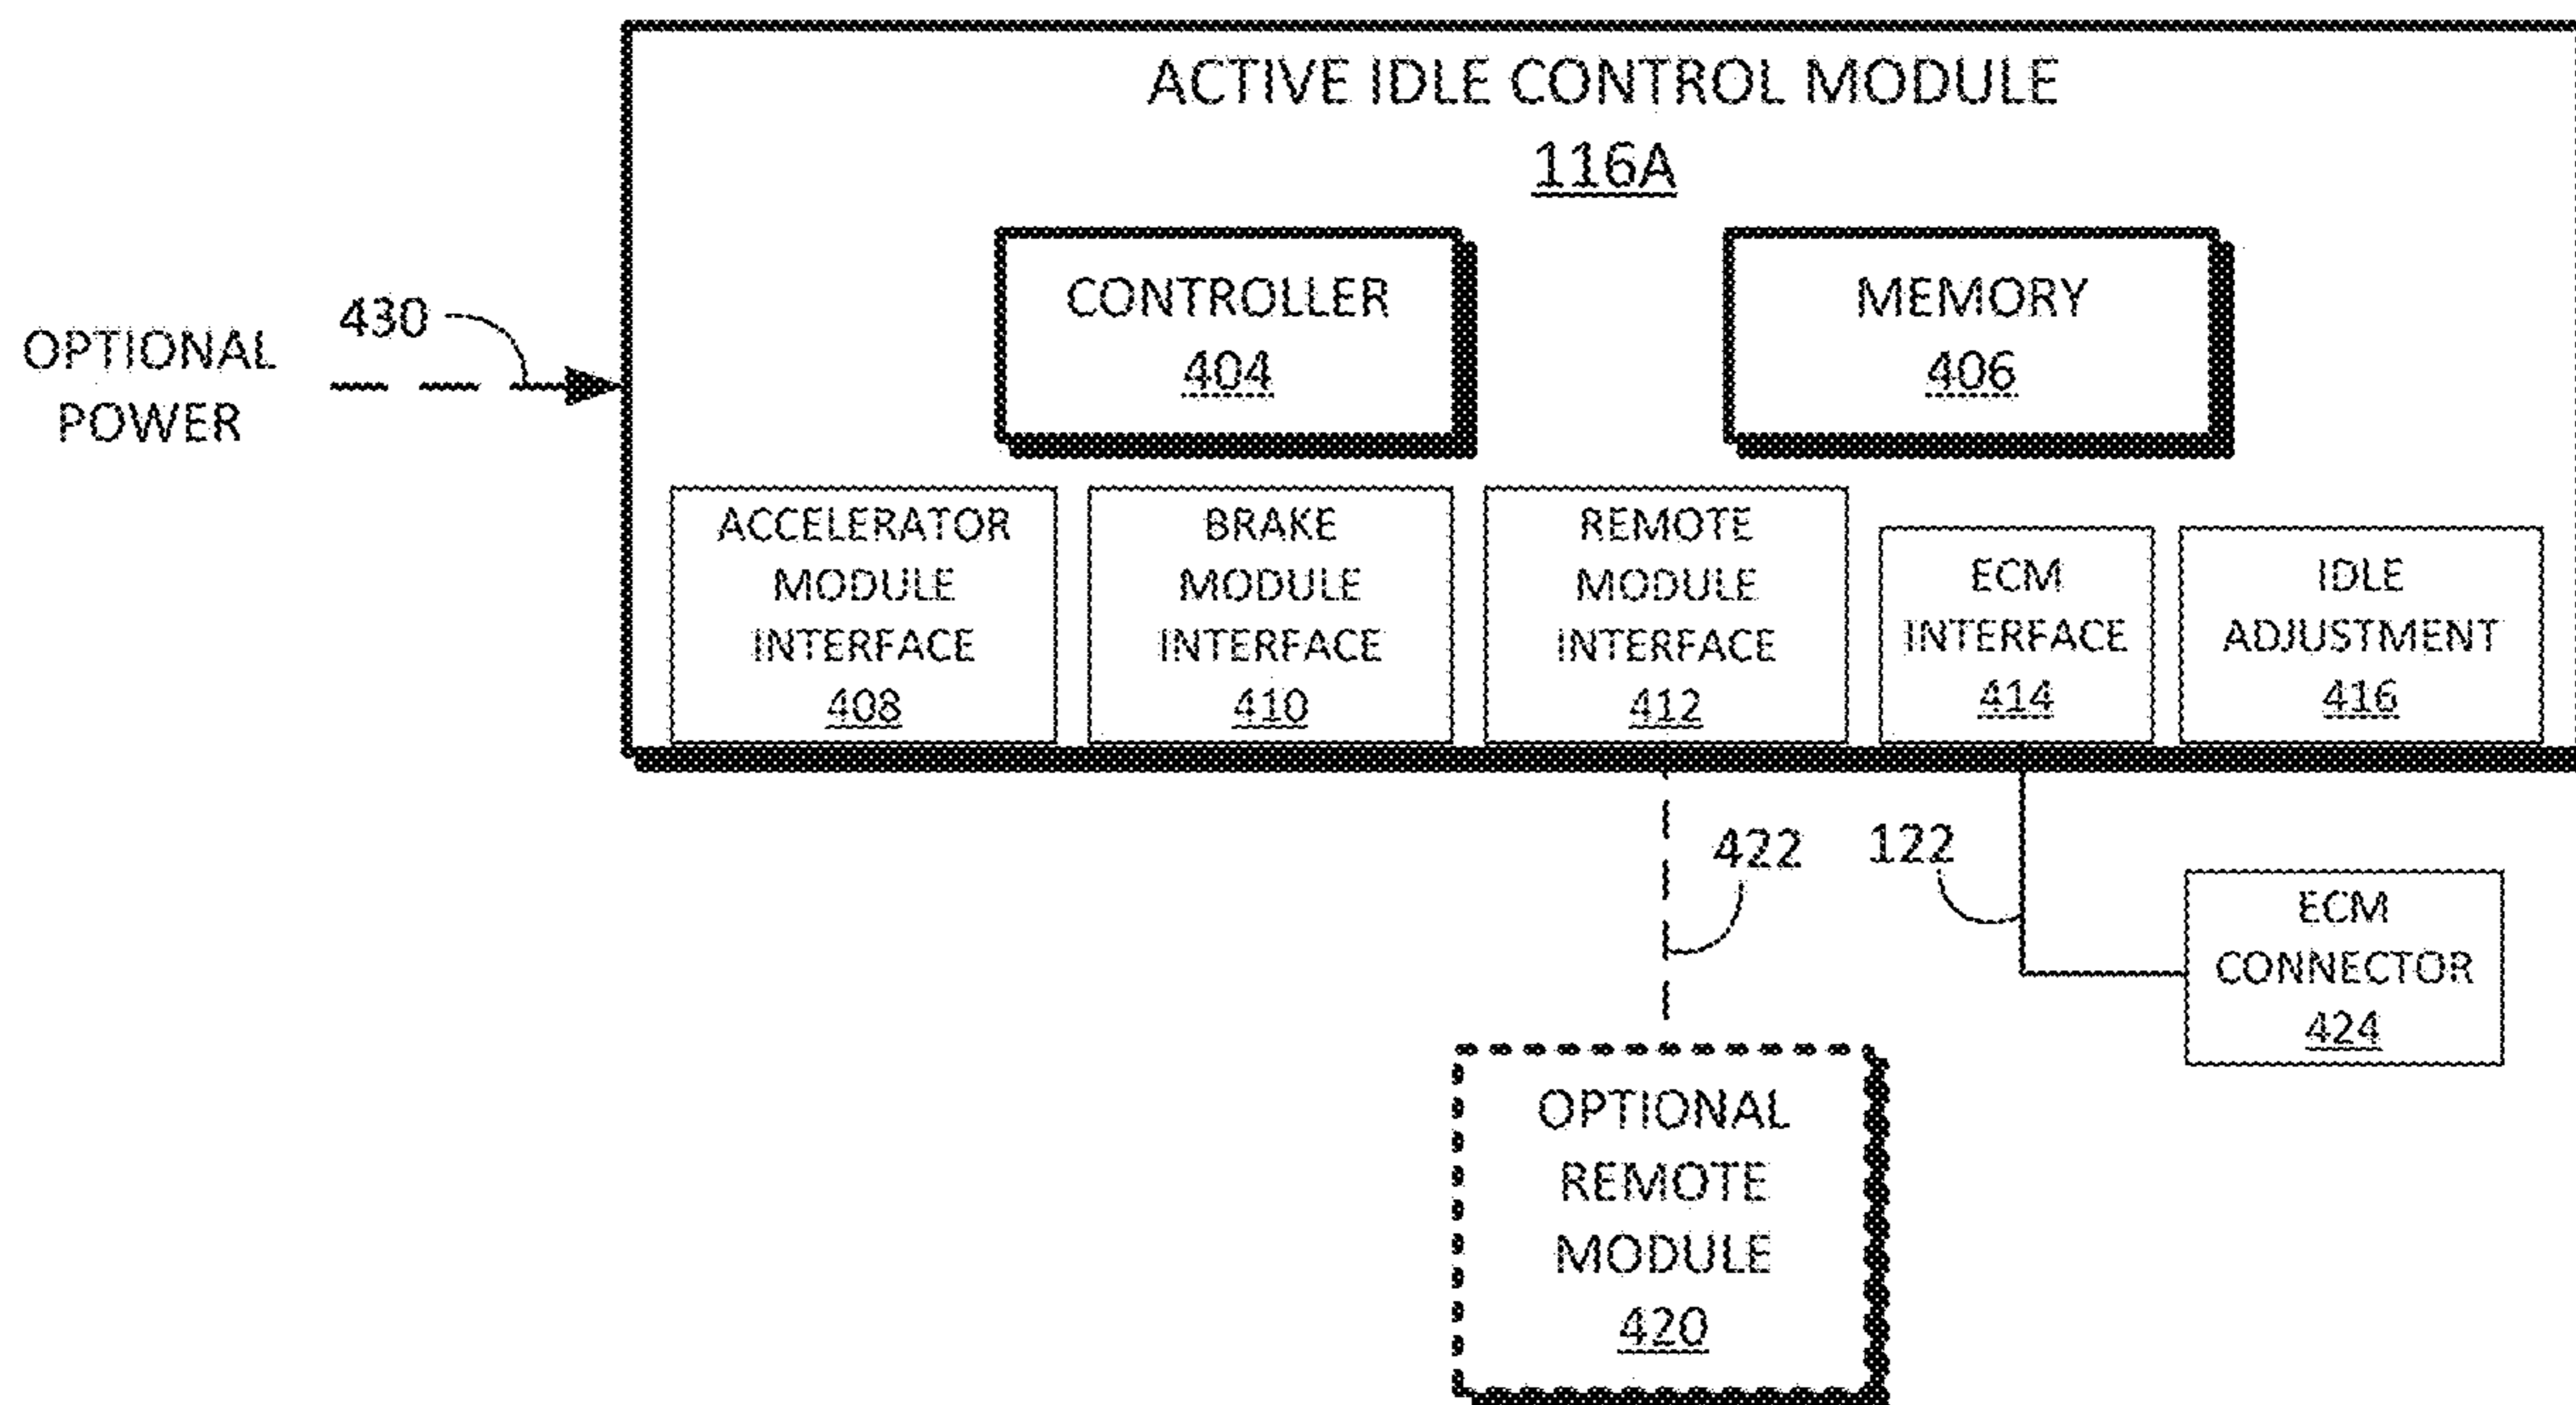 ACTIVE IDLE CONTROL MODULE
116A
CONTROLLER
404
MEMORY
406
430
OPTIONAL
POWER
ACCELERATOR
MODULE
INTERFACE
408
BRAKE
MODULE
INTERFACE
410
REMOTE
MODULE
INTERFACE
412
ECM
INTERFACE
414
IDLE
ADJUSTMENT
416
422
122
ECM
CONNECTOR
424
OPTIONAL
REMOTE
MODULE
420